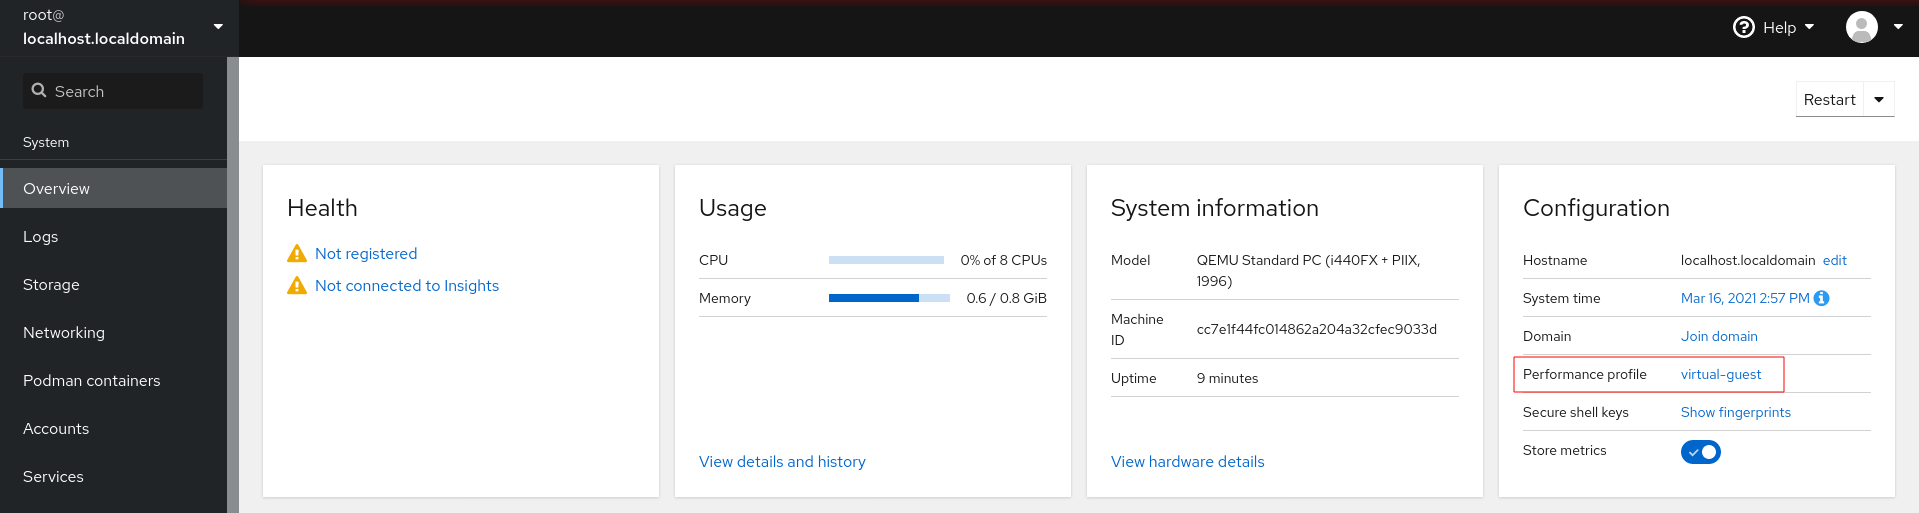 root@
localhost.localdomain
Help
Search
Restart
System
Overview
Logs
Storage
Networking
Podman containers
Accounts
Services
Health
Not registered
Not connected to Insights
Usage
CPU 0% of 8 CPUs
Memory 0.6 / 0.8 GiB
View details and history
System information
Model QEMU Standard PC (i440FX + PIIX,
1996)
Machine
ID cc7e1f44fc014862a204a32cfec9033d
Uptime 9 minutes
View hardware details
Configuration
Hostname localhost.localdomain edit
System time Mar 16, 2021 2:57 PM
Domain Join domain
Performance profile virtual-guest
Secure shell keys Show fingerprints
Store metrics